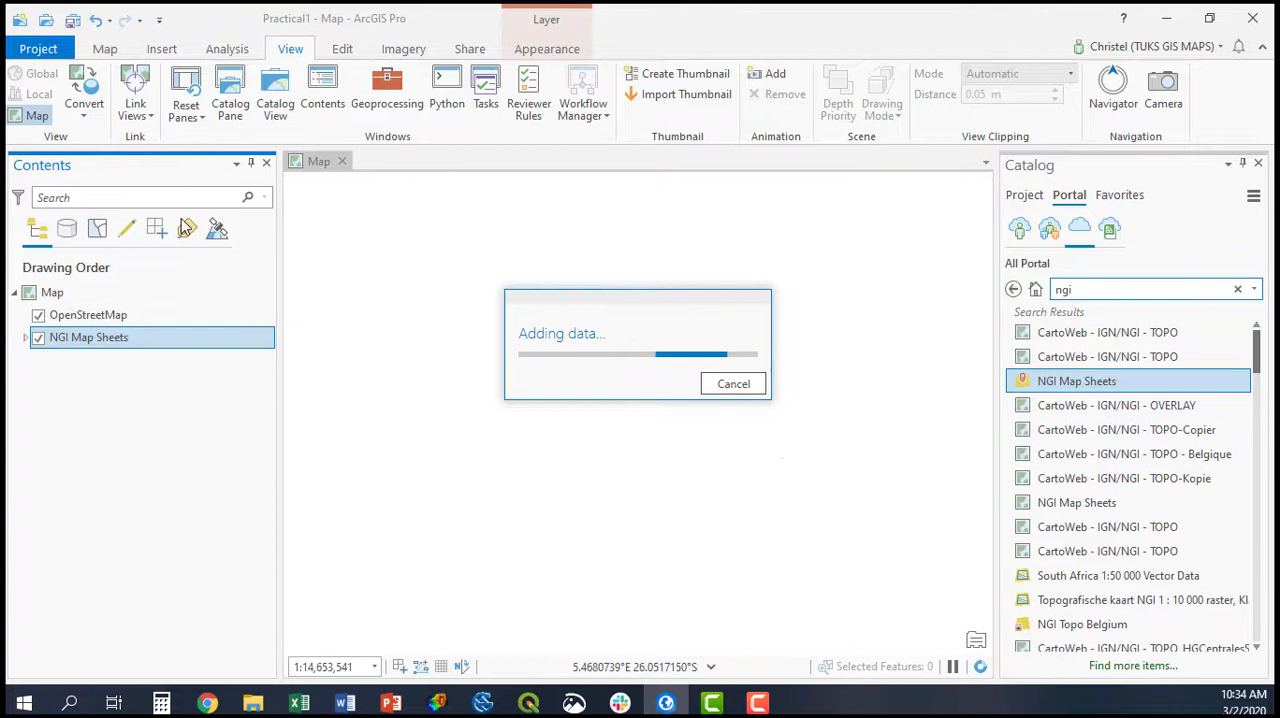 Practical1 - Map - ArcGIS Pro
Layer
?
Project Map Insert Analysis View Edit Imagery Share Appearance
Christel (TUKS GIS MAPS)
Global
Local
Map
Convert
View
Link Views
Link
Reset Panes
Catalog Pane
Catalog View
Contents
Geoprocessing
Python
Tasks
Reviewer Rules
Workflow Manager
Windows
Create Thumbnail
Import Thumbnail
Thumbnail
Add
Remove
Animation
Depth Priority
Drawing Mode
Scene
Mode Automatic
Distance 0.05 m
View Clipping
Navigator
Camera
Navigation
Contents
Search
Drawing Order
Map
OpenStreetMap
NGI Map Sheets
Map
Adding data...
Cancel
1:14,653,541
5.4680739°E 26.0517150°S
Selected Features: 0
Catalog
Project Portal Favorites
All Portal
ngi
Search Results
CartoWeb - IGN/NGI - TOPO
CartoWeb - IGN/NGI - TOPO
NGI Map Sheets
CartoWeb - IGN/NGI - OVERLAY
CartoWeb - IGN/NGI - TOPO-Copier
CartoWeb - IGN/NGI - TOPO - Belgique
CartoWeb - IGN/NGI - TOPO-Kopie
NGI Map Sheets
CartoWeb - IGN/NGI - TOPO
CartoWeb - IGN/NGI - TOPO
South Africa 1:50 000 Vector Data
Topografische kaart NGI 1 : 10 000 raster, Kl
NGI Topo Belgium
CartoWeb - IGN/NGI - TOPO_HGCentralesS
Find more items...
10:34 AM
3/2/2020